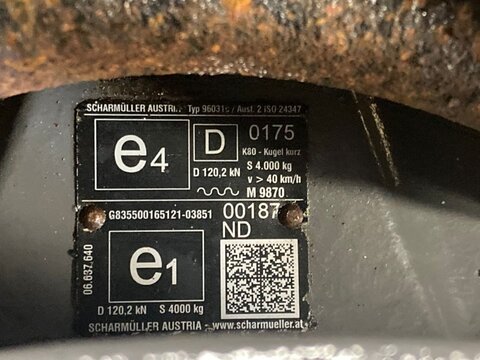 SCHARMÜLLER AUSTRIA Typ 960316 / Ausf. 2 ISO 24347
e4 D 0175
K80 - Kugel kurz
D 120,2 kN S 4.000 kg
v > 40 km/h
M 9870
G835500165121-03851 00187
ND
06.637.640
e1
D 120,2 kN S 4000 kg
SCHARMÜLLER AUSTRIA - www.scharmueller.at